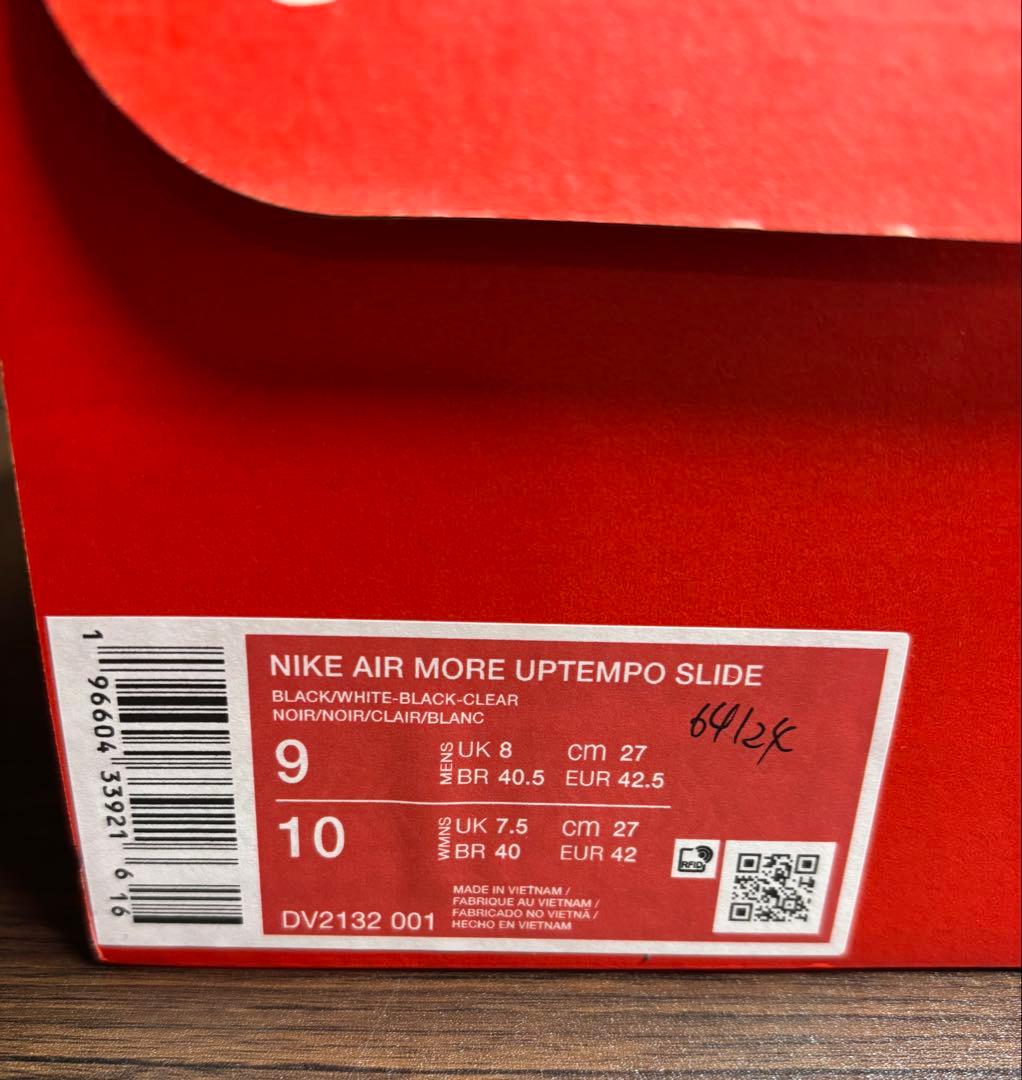 NIKE AIR MORE UPTEMPO SLIDE
BLACK/WHITE-BLACK-CLEAR
NOIR/NOIR/CLAIR/BLANC
9
MENS
UK 8 cm 27
BR 40.5 EUR 42.5
10
WMNS
UK 7.5 cm 27
BR 40 EUR 42
RFID
MADE IN VIETNAM /
FABRIQUE AU VIETNAM /
FABRICADO NO VIETNÃ /
HECHO EN VIETNAM
DV2132 001
1 96604 33921 6 16